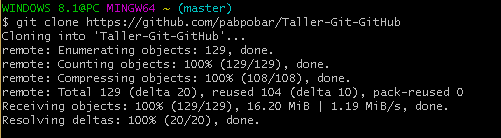 WINDOWS 8.1@PC MINGW64 ~ (master)
$ git clone https://github.com/pabpobar/Taller-Git-GitHub
Cloning into 'Taller-Git-GitHub'...
remote: Enumerating objects: 129, done.
remote: Counting objects: 100% (129/129), done.
remote: Compressing objects: 100% (108/108), done.
remote: Total 129 (delta 20), reused 104 (delta 10), pack-reused 0
Receiving objects: 100% (129/129), 16.20 MiB | 1.19 MiB/s, done.
Resolving deltas: 100% (20/20), done.